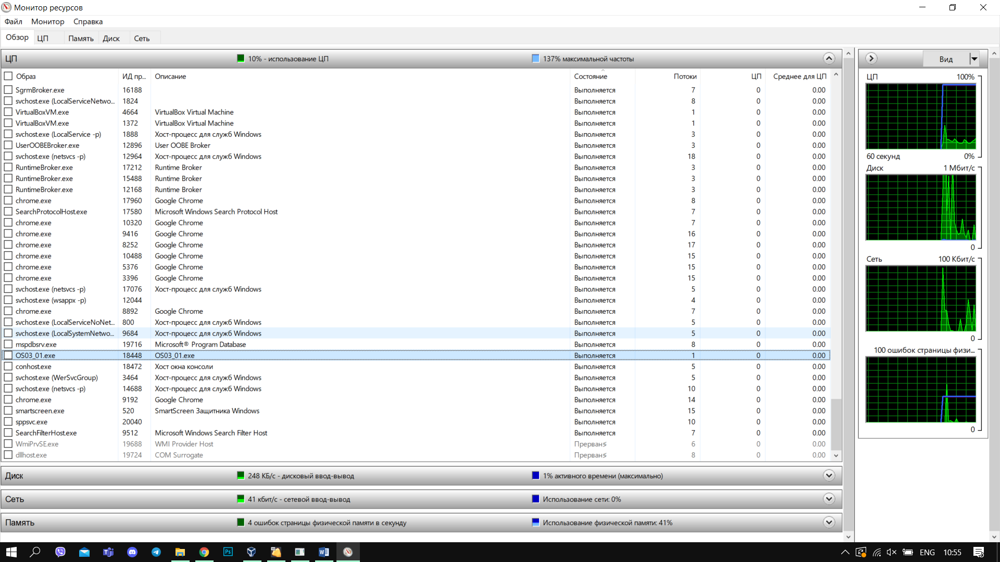 Монитор ресурсов
Файл Монитор Справка
Обзор ЦП Память Диск Сеть
ЦП 10% - использование ЦП 137% максимальной частоты
Образ ИД пр... Описание Состояние Потоки ЦП Среднее для ЦП
SgrmBroker.exe 16188 Выполняется 7 0 0.00
svchost.exe (LocalServiceNetwo... 1824 Выполняется 8 0 0.00
VirtualBoxVM.exe 4664 VirtualBox Virtual Machine Выполняется 1 0 0.00
VirtualBoxVM.exe 1372 VirtualBox Virtual Machine Выполняется 1 0 0.00
svchost.exe (LocalService -p) 1888 Хост-процесс для служб Windows Выполняется 3 0 0.00
UserOOBEBroker.exe 12896 User OOBE Broker Выполняется 3 0 0.00
svchost.exe (netsvcs -p) 12964 Хост-процесс для служб Windows Выполняется 18 0 0.00
RuntimeBroker.exe 17212 Runtime Broker Выполняется 3 0 0.00
RuntimeBroker.exe 15488 Runtime Broker Выполняется 3 0 0.00
RuntimeBroker.exe 12168 Runtime Broker Выполняется 3 0 0.00
chrome.exe 17960 Google Chrome Выполняется 8 0 0.00
SearchProtocolHost.exe 17580 Microsoft Windows Search Protocol Host Выполняется 7 0 0.00
chrome.exe 10320 Google Chrome Выполняется 7 0 0.00
chrome.exe 9416 Google Chrome Выполняется 16 0 0.00
chrome.exe 8252 Google Chrome Выполняется 17 0 0.00
chrome.exe 10488 Google Chrome Выполняется 15 0 0.00
chrome.exe 5376 Google Chrome Выполняется 15 0 0.00
chrome.exe 3396 Google Chrome Выполняется 15 0 0.00
svchost.exe (netsvcs -p) 17076 Хост-процесс для служб Windows Выполняется 5 0 0.00
svchost.exe (wsappx -p) 12044 Выполняется 4 0 0.00
chrome.exe 8892 Google Chrome Выполняется 7 0 0.00
svchost.exe (LocalServiceNoNet... 800 Хост-процесс для служб Windows Выполняется 5 0 0.00
svchost.exe (LocalSystemNetwo... 9684 Хост-процесс для служб Windows Выполняется 5 0 0.00
mspdbsrv.exe 19716 Microsoft® Program Database Выполняется 8 0 0.00
OS03_01.exe 18448 OS03_01.exe Выполняется 1 0 0.00
conhost.exe 18472 Хост окна консоли Выполняется 5 0 0.00
svchost.exe (WerSvcGroup) 3464 Хост-процесс для служб Windows Выполняется 5 0 0.00
svchost.exe (netsvcs -p) 14688 Хост-процесс для служб Windows Выполняется 10 0 0.00
chrome.exe 9192 Google Chrome Выполняется 14 0 0.00
smartscreen.exe 520 SmartScreen Защитника Windows Выполняется 15 0 0.00
sppsvc.exe 20040 Выполняется 10 0 0.00
SearchFilterHost.exe 9512 Microsoft Windows Search Filter Host Выполняется 7 0 0.00
WmiPrvSE.exe 19688 WMI Provider Host Прерван 6 0 0.00
dllhost.exe 19724 COM Surrogate Прерван 8 0 0.00
Диск 248 КБ/с - дисковый ввод-вывод 1% активного времени (максимально)
Сеть 41 кбит/с - сетевой ввод-вывод Использование сети: 0%
Память 4 ошибок страницы физической памяти в секунду Использование физической памяти: 41%
Вид
ЦП 100%
60 секунд 0%
Диск 1 Мбит/с
0
Сеть 100 Кбит/с
0
100 ошибок страницы физи...
0
Ps
ENG 10:55